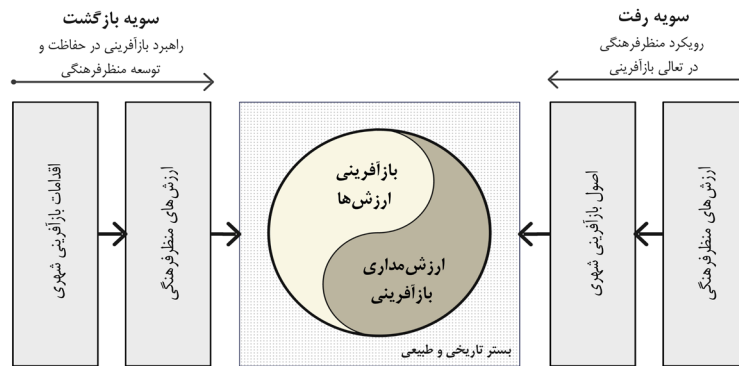 سویه رفت
رویکرد منظرفرهنگی
در تعالی بازآفرینی
سویه بازگشت
راهبرد بازآفرینی در حفاظت و
توسعه منظرفرهنگی
ارزش‌های منظرفرهنگی
اصول بازآفرینی شهری
بازآفرینی
ارزش‌ها
ارزش‌مداری
بازآفرینی
بستر تاریخی و طبیعی
ارزش‌های منظرفرهنگی
اقدامات بازآفرینی شهری